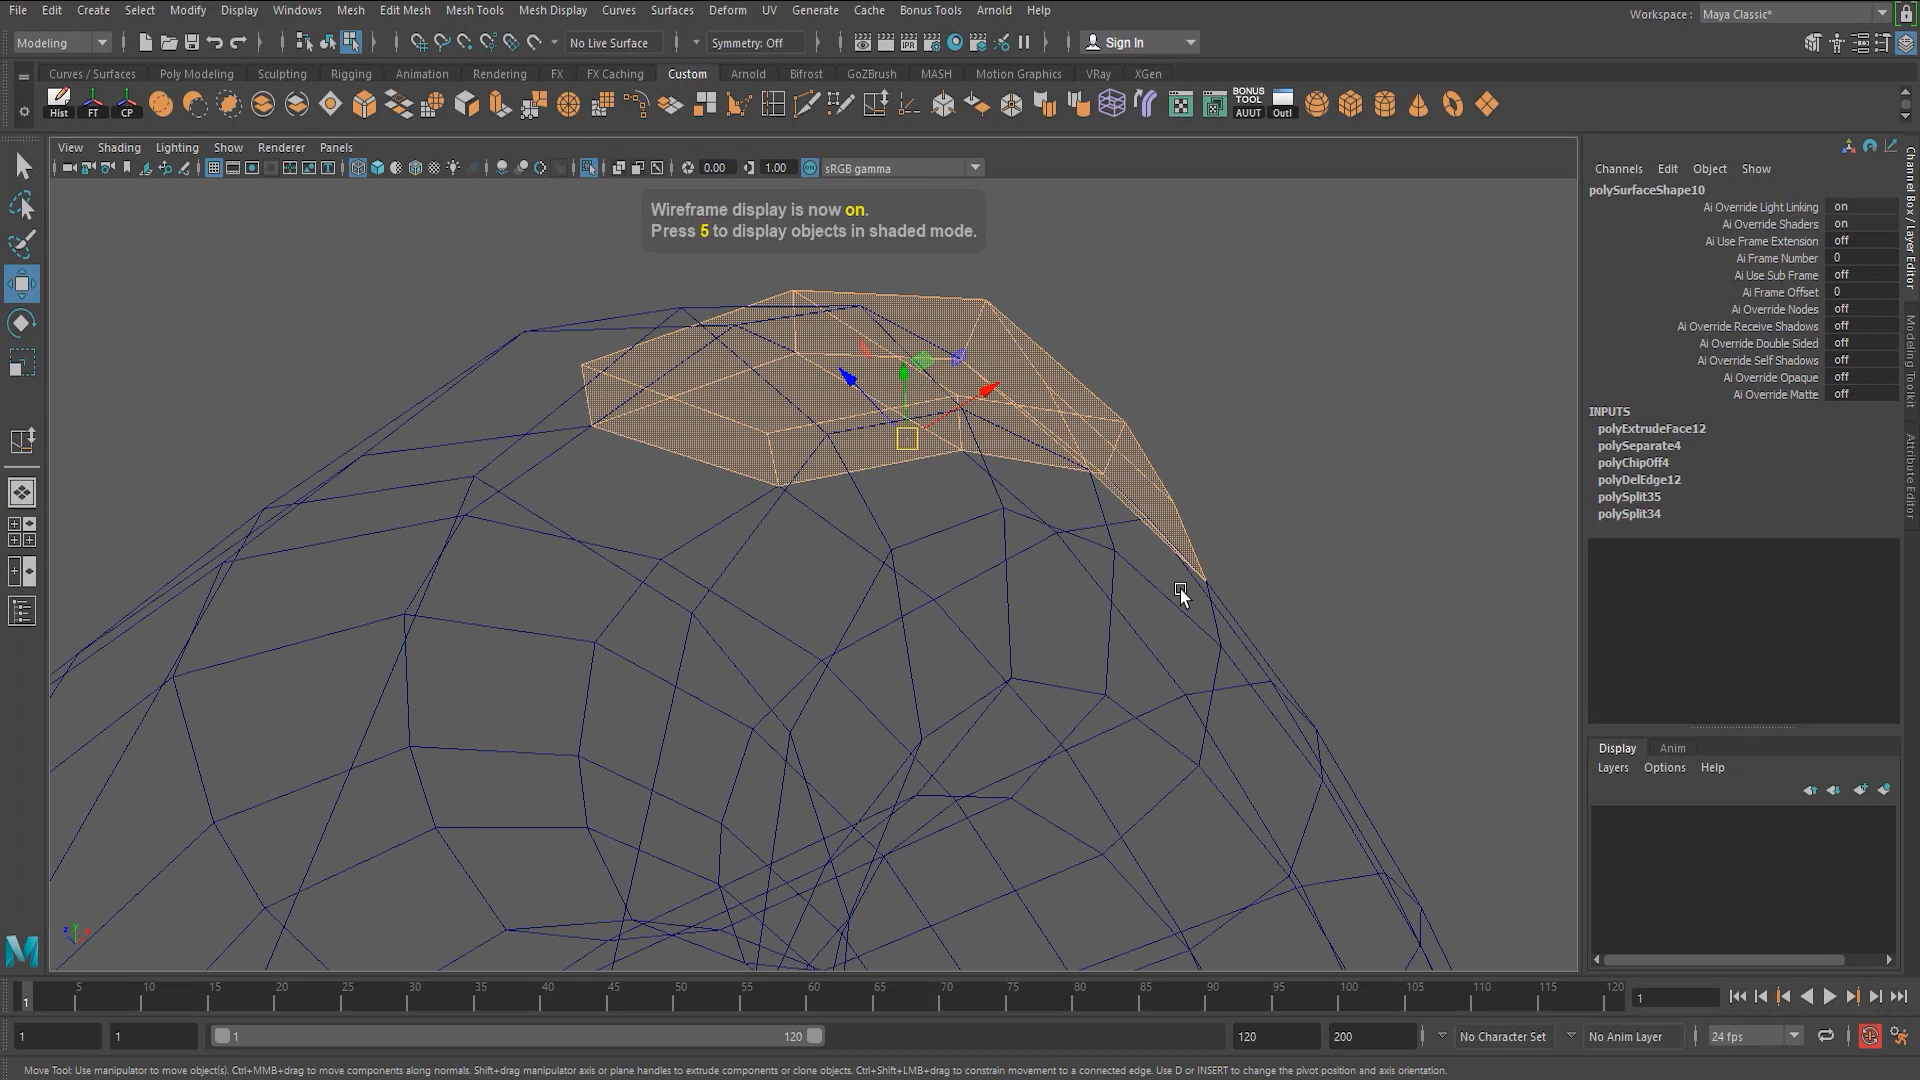 File Edit Create Select Modify Display Windows Mesh Edit Mesh Mesh Tools Mesh Display Curves Surfaces Deform UV Generate Cache Bonus Tools Arnold Help
Workspace : Maya Classic*
Modeling No Live Surface Symmetry: Off Sign In
Curves / Surfaces Poly Modeling Sculpting Rigging Animation Rendering FX FX Caching Custom Arnold Bifrost GoZBrush MASH Motion Graphics VRay XGen
Hist FT CP BONUS TOOL AUUT Outl
View Shading Lighting Show Renderer Panels
0.00 1.00 sRGB gamma
Wireframe display is now on.
Press 5 to display objects in shaded mode.
Channels Edit Object Show
polySurfaceShape10
Ai Override Light Linking on
Ai Override Shaders on
Ai Use Frame Extension off
Ai Frame Number 0
Ai Use Sub Frame off
Ai Frame Offset 0
Ai Override Nodes off
Ai Override Receive Shadows off
Ai Override Double Sided off
Ai Override Self Shadows off
Ai Override Opaque off
Ai Override Matte off
INPUTS
polyExtrudeFace12
polySeparate4
polyChipOff4
polyDelEdge12
polySplit35
polySplit34
Channel Box / Layer Editor
Modeling Toolkit
Attribute Editor
Display Anim
Layers Options Help
5 10 15 20 25 30 35 40 45 50 55 60 65 70 75 80 85 90 95 100 105 110 115 120
1 1
1 1 1 120 120 200 No Character Set No Anim Layer 24 fps
Move Tool: Use manipulator to move object(s). Ctrl+MMB+drag to move components along normals. Shift+drag manipulator axis or plane handles to extrude components or clone objects. Ctrl+Shift+LMB+drag to constrain movement to a connected edge. Use D or INSERT to change the pivot position and axis orientation.